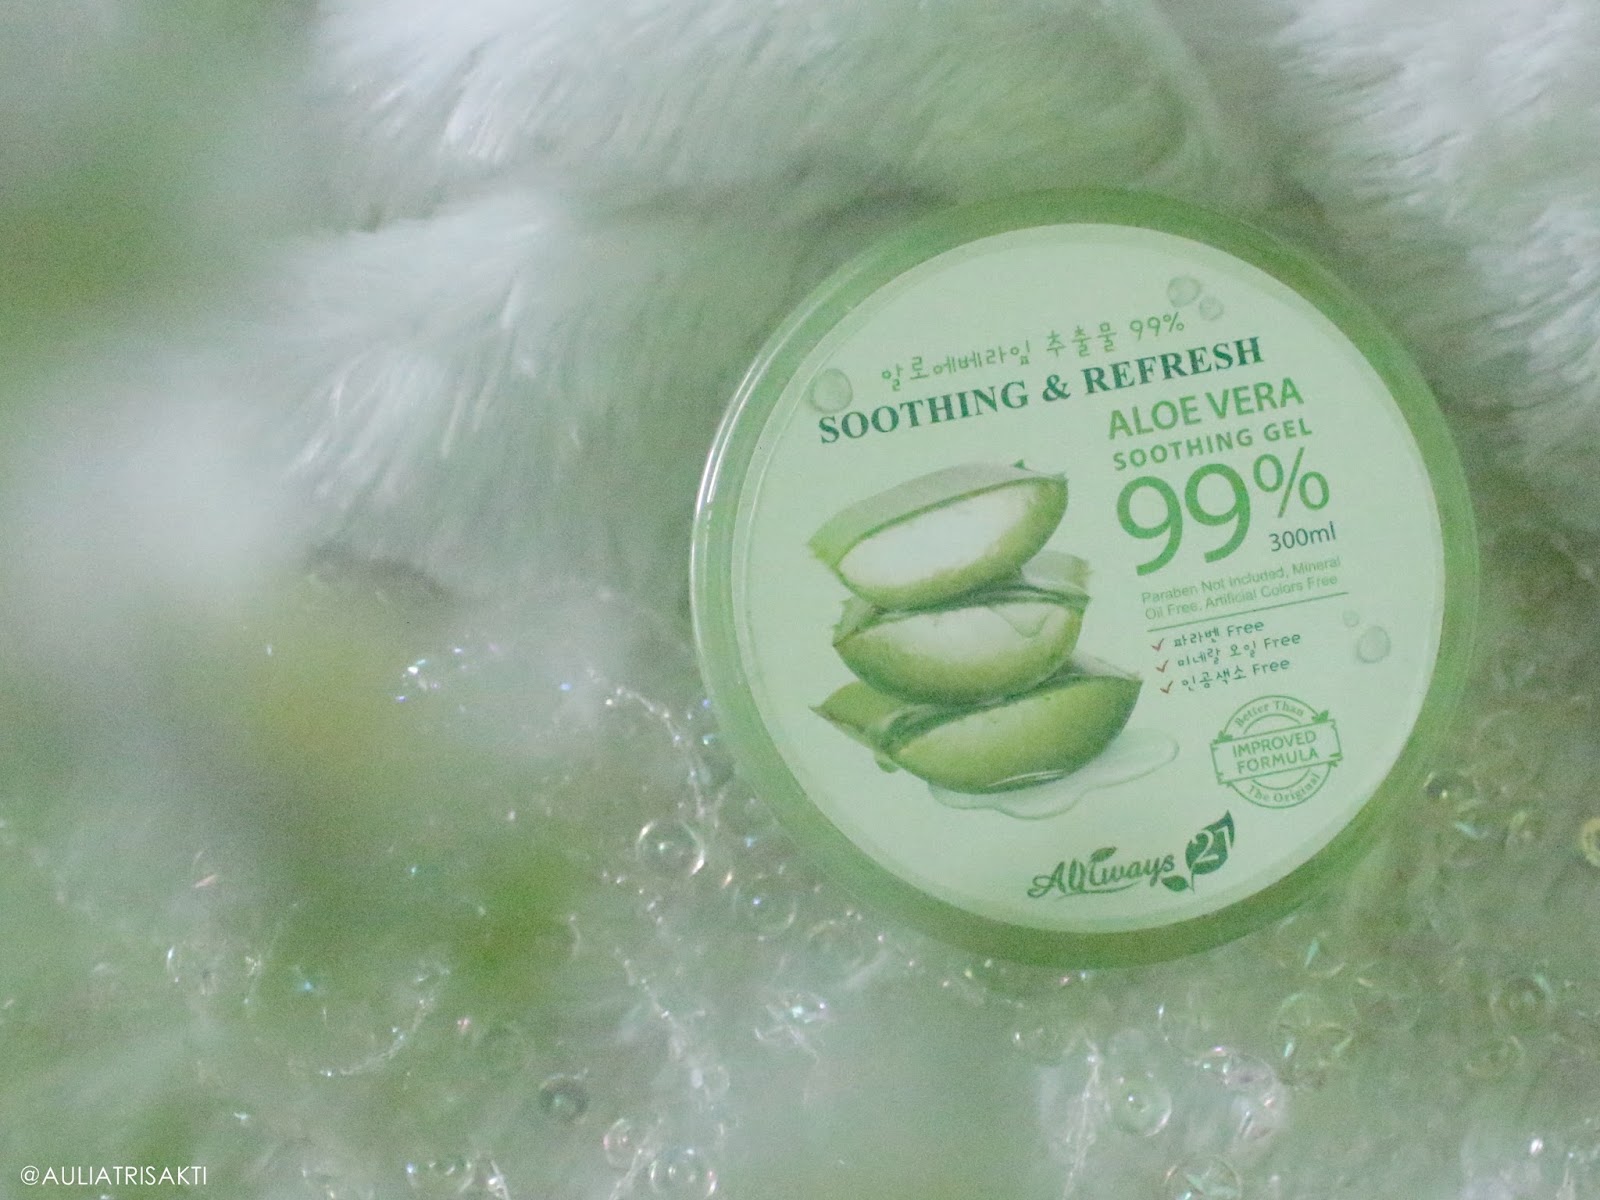 알로에베라잎 추출물 99%
SOOTHING & REFRESH
ALOE VERA
SOOTHING GEL
99%
300ml
Paraben Not Included, Mineral
Oil Free, Artificial Colors Free
파라벤 Free
미네랄 오일 Free
인공색소 Free
Better Than
IMPROVED
FORMULA
The Original
Always 21
@AULIATRISAKTI